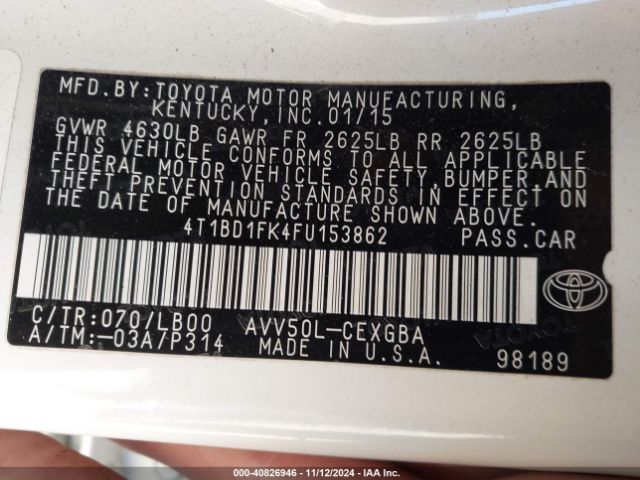 MFD.BY:TOYOTA MOTOR MANUFACTURING,
KENTUCKY,INC.01/15
GVWR 4630LB GAWR FR 2625LB RR 2625LB
THIS VEHICLE CONFORMS TO ALL APPLICABLE
FEDERAL MOTOR VEHICLE SAFETY,BUMPER,AND
THEFT PREVENTION STANDARDS IN EFFECT ON
THE DATE OF MANUFACTURE SHOWN ABOVE.
4T1BD1FK4FU153862 PASS.CAR
C/TR:070/LB00 AVV50L-CEXGBA
A/TM:-03A/P314 MADE IN U.S.A. 98189
000-40826946 - 11/12/2024 - IAA Inc.